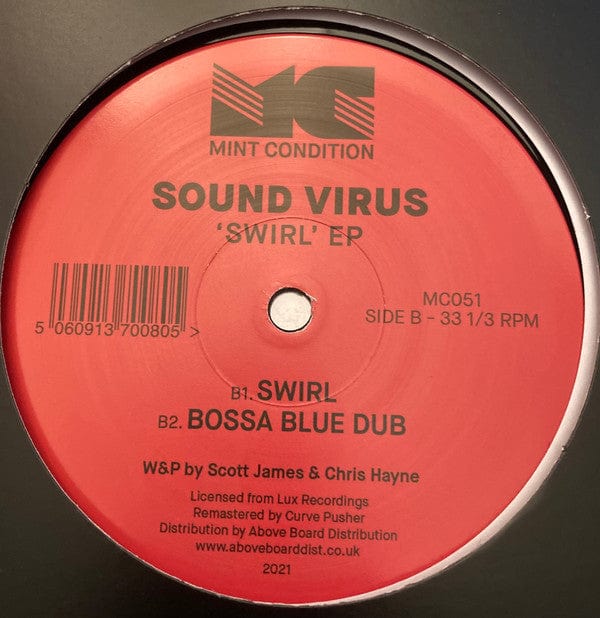 MC
MINT CONDITION
SOUND VIRUS
‘SWIRL’ EP
5 060913 700805 >
MC051
SIDE B - 33 1/3 RPM
B1. SWIRL
B2. BOSSA BLUE DUB
W&P by Scott James & Chris Hayne
Licensed from Lux Recordings
Remastered by Curve Pusher
Distribution by Above Board Distribution
www.aboveboarddist.co.uk
2021